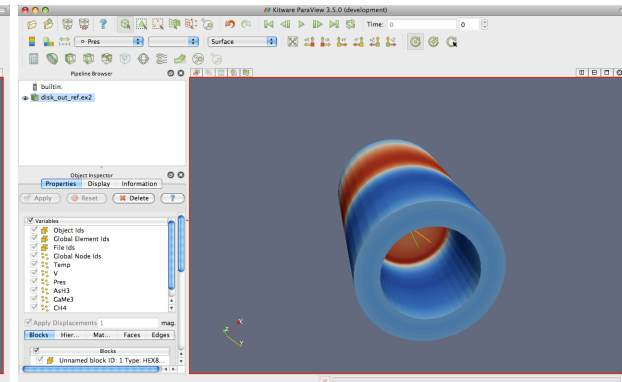 Kitware ParaView 3.5.0 (development)
?
Time: 0
0
Pres
Surface
Pipeline Browser
builtin:
disk_out_ref.ex2
Object Inspector
Properties Display Information
Apply Reset Delete ?
Variables
Object Ids
Global Element Ids
File Ids
Global Node Ids
Temp
V
Pres
AsH3
GaMe3
CH4
Apply Displacements 1 mag.
Blocks Hier... Mat... Faces Edges
Blocks
Unnamed block ID: 1 Type: HEX8...
X
Z
Y